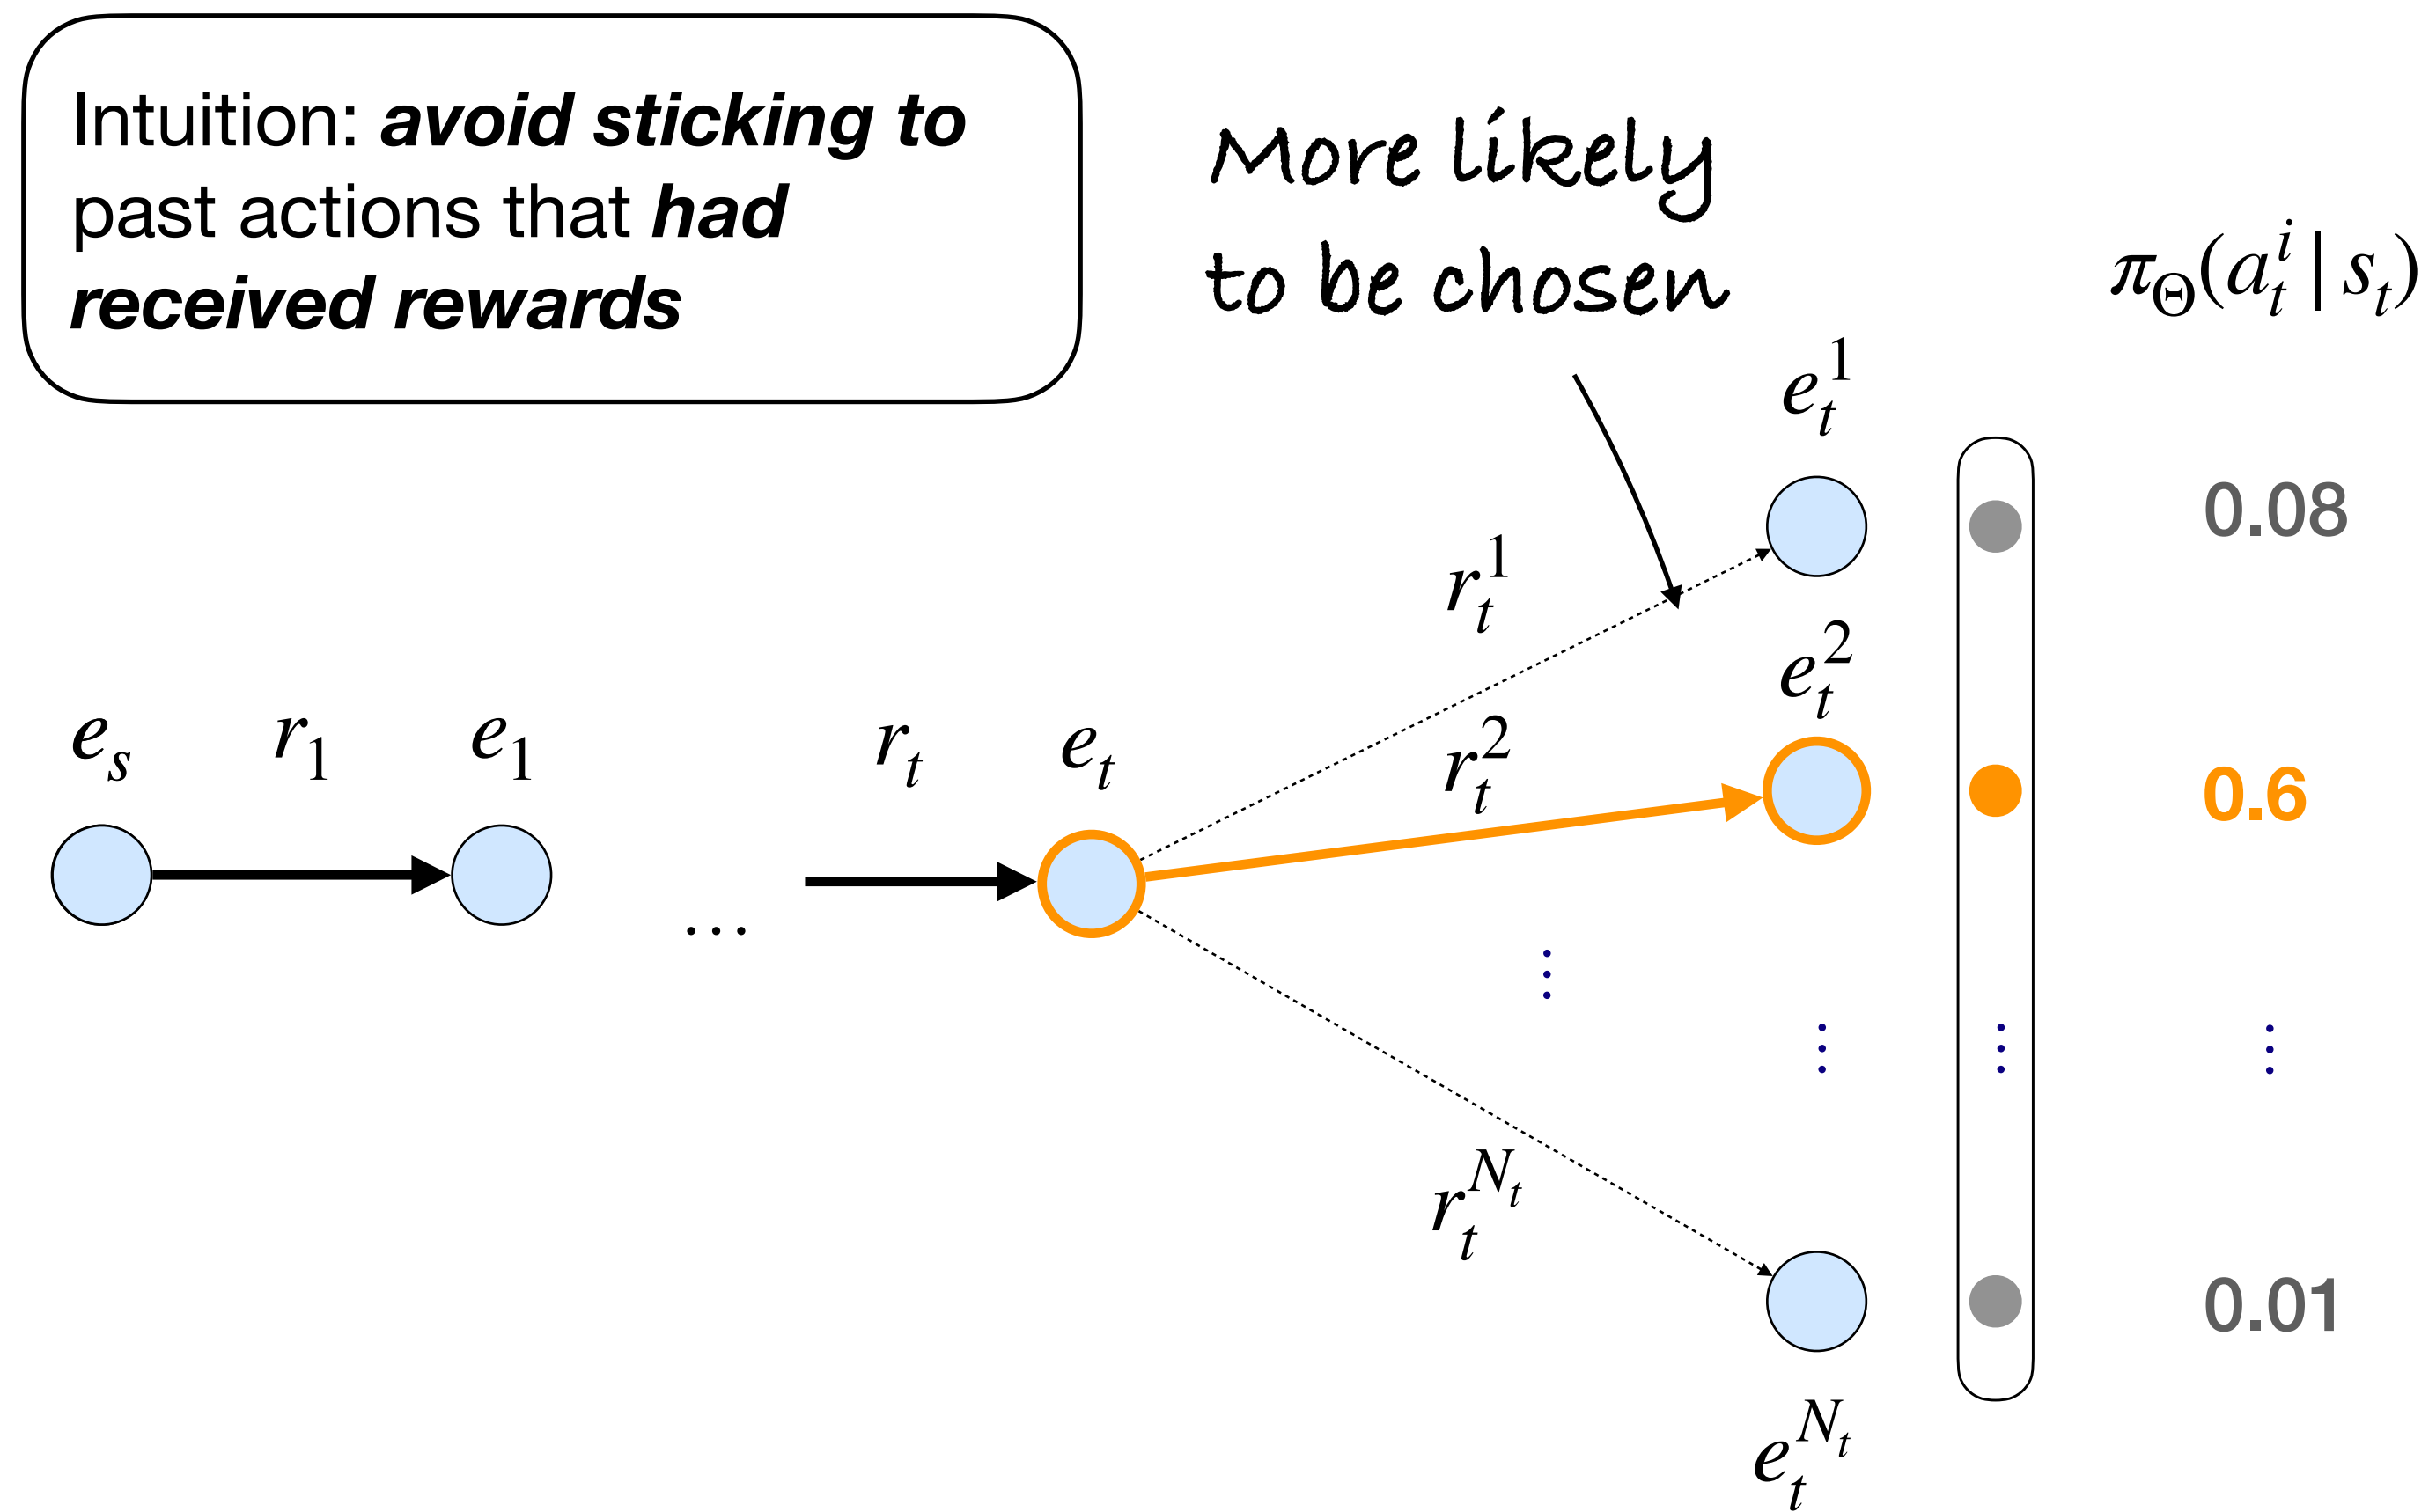 Intuition: avoid sticking to
past actions that had
received rewards
More likely
to be chosen
π_Θ(a_t^i | s_t)
e_t^1
0.08
r_t^1
e_t^2
r_t^2
0.6
e_s r_1 e_1 r_t e_t
...
r_t^{N_t}
0.01
e_t^{N_t}